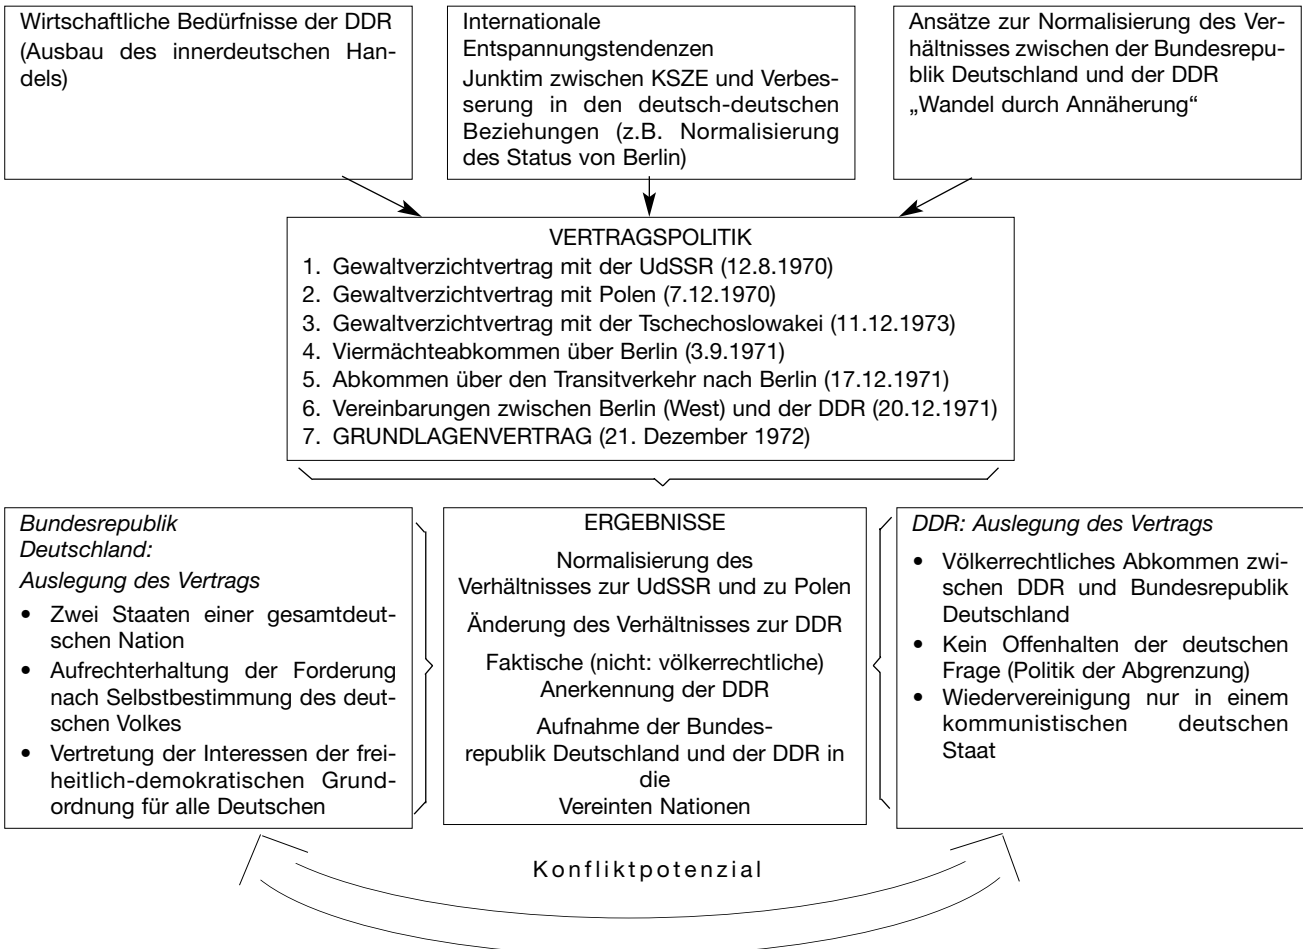 Wirtschaftliche Bedürfnisse der DDR
(Ausbau des innerdeutschen Han-
dels)
Internationale
Entspannungstendenzen
Junktim zwischen KSZE und Verbes-
serung in den deutsch-deutschen
Beziehungen (z.B. Normalisierung
des Status von Berlin)
Ansätze zur Normalisierung des Ver-
hältnisses zwischen der Bundesrepu-
blik Deutschland und der DDR
„Wandel durch Annäherung“
VERTRAGSPOLITIK
1. Gewaltverzichtvertrag mit der UdSSR (12.8.1970)
2. Gewaltverzichtvertrag mit Polen (7.12.1970)
3. Gewaltverzichtvertrag mit der Tschechoslowakei (11.12.1973)
4. Viermächteabkommen über Berlin (3.9.1971)
5. Abkommen über den Transitverkehr nach Berlin (17.12.1971)
6. Vereinbarungen zwischen Berlin (West) und der DDR (20.12.1971)
7. GRUNDLAGENVERTRAG (21. Dezember 1972)
Bundesrepublik
Deutschland:
Auslegung des Vertrags
• Zwei Staaten einer gesamtdeut-
schen Nation
• Aufrechterhaltung der Forderung
nach Selbstbestimmung des deut-
schen Volkes
• Vertretung der Interessen der frei-
heitlich-demokratischen Grund-
ordnung für alle Deutschen
ERGEBNISSE
Normalisierung des
Verhältnisses zur UdSSR und zu Polen
Änderung des Verhältnisses zur DDR
Faktische (nicht: völkerrechtliche)
Anerkennung der DDR
Aufnahme der Bundes-
republik Deutschland und der DDR in
die
Vereinten Nationen
DDR: Auslegung des Vertrags
• Völkerrechtliches Abkommen zwi-
schen DDR und Bundesrepublik
Deutschland
• Kein Offenhalten der deutschen
Frage (Politik der Abgrenzung)
• Wiedervereinigung nur in einem
kommunistischen deutschen
Staat
Konfliktpotenzial